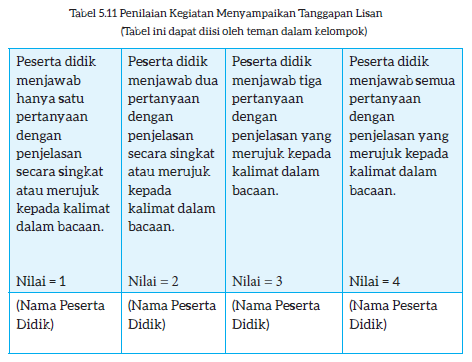 Tabel 5.11 Penilaian Kegiatan Menyampaikan Tanggapan Lisan
(Tabel ini dapat diisi oleh teman dalam kelompok)
Peserta didik
menjawab
hanya satu
pertanyaan
dengan
penjelasan
secara singkat
atau merujuk
kepada kalimat
dalam bacaan.
Nilai = 1
Peserta didik
menjawab dua
pertanyaan
dengan
penjelasan
secara singkat
atau merujuk
kepada
kalimat dalam
bacaan.
Nilai = 2
Peserta didik
menjawab tiga
pertanyaan
dengan
penjelasan yang
merujuk kepada
kalimat dalam
bacaan.
Nilai = 3
Peserta didik
menjawab semua
pertanyaan
dengan
penjelasan yang
merujuk kepada
kalimat dalam
bacaan.
Nilai = 4
(Nama Peserta
Didik)
(Nama Peserta
Didik)
(Nama Peserta
Didik)
(Nama Peserta
Didik)